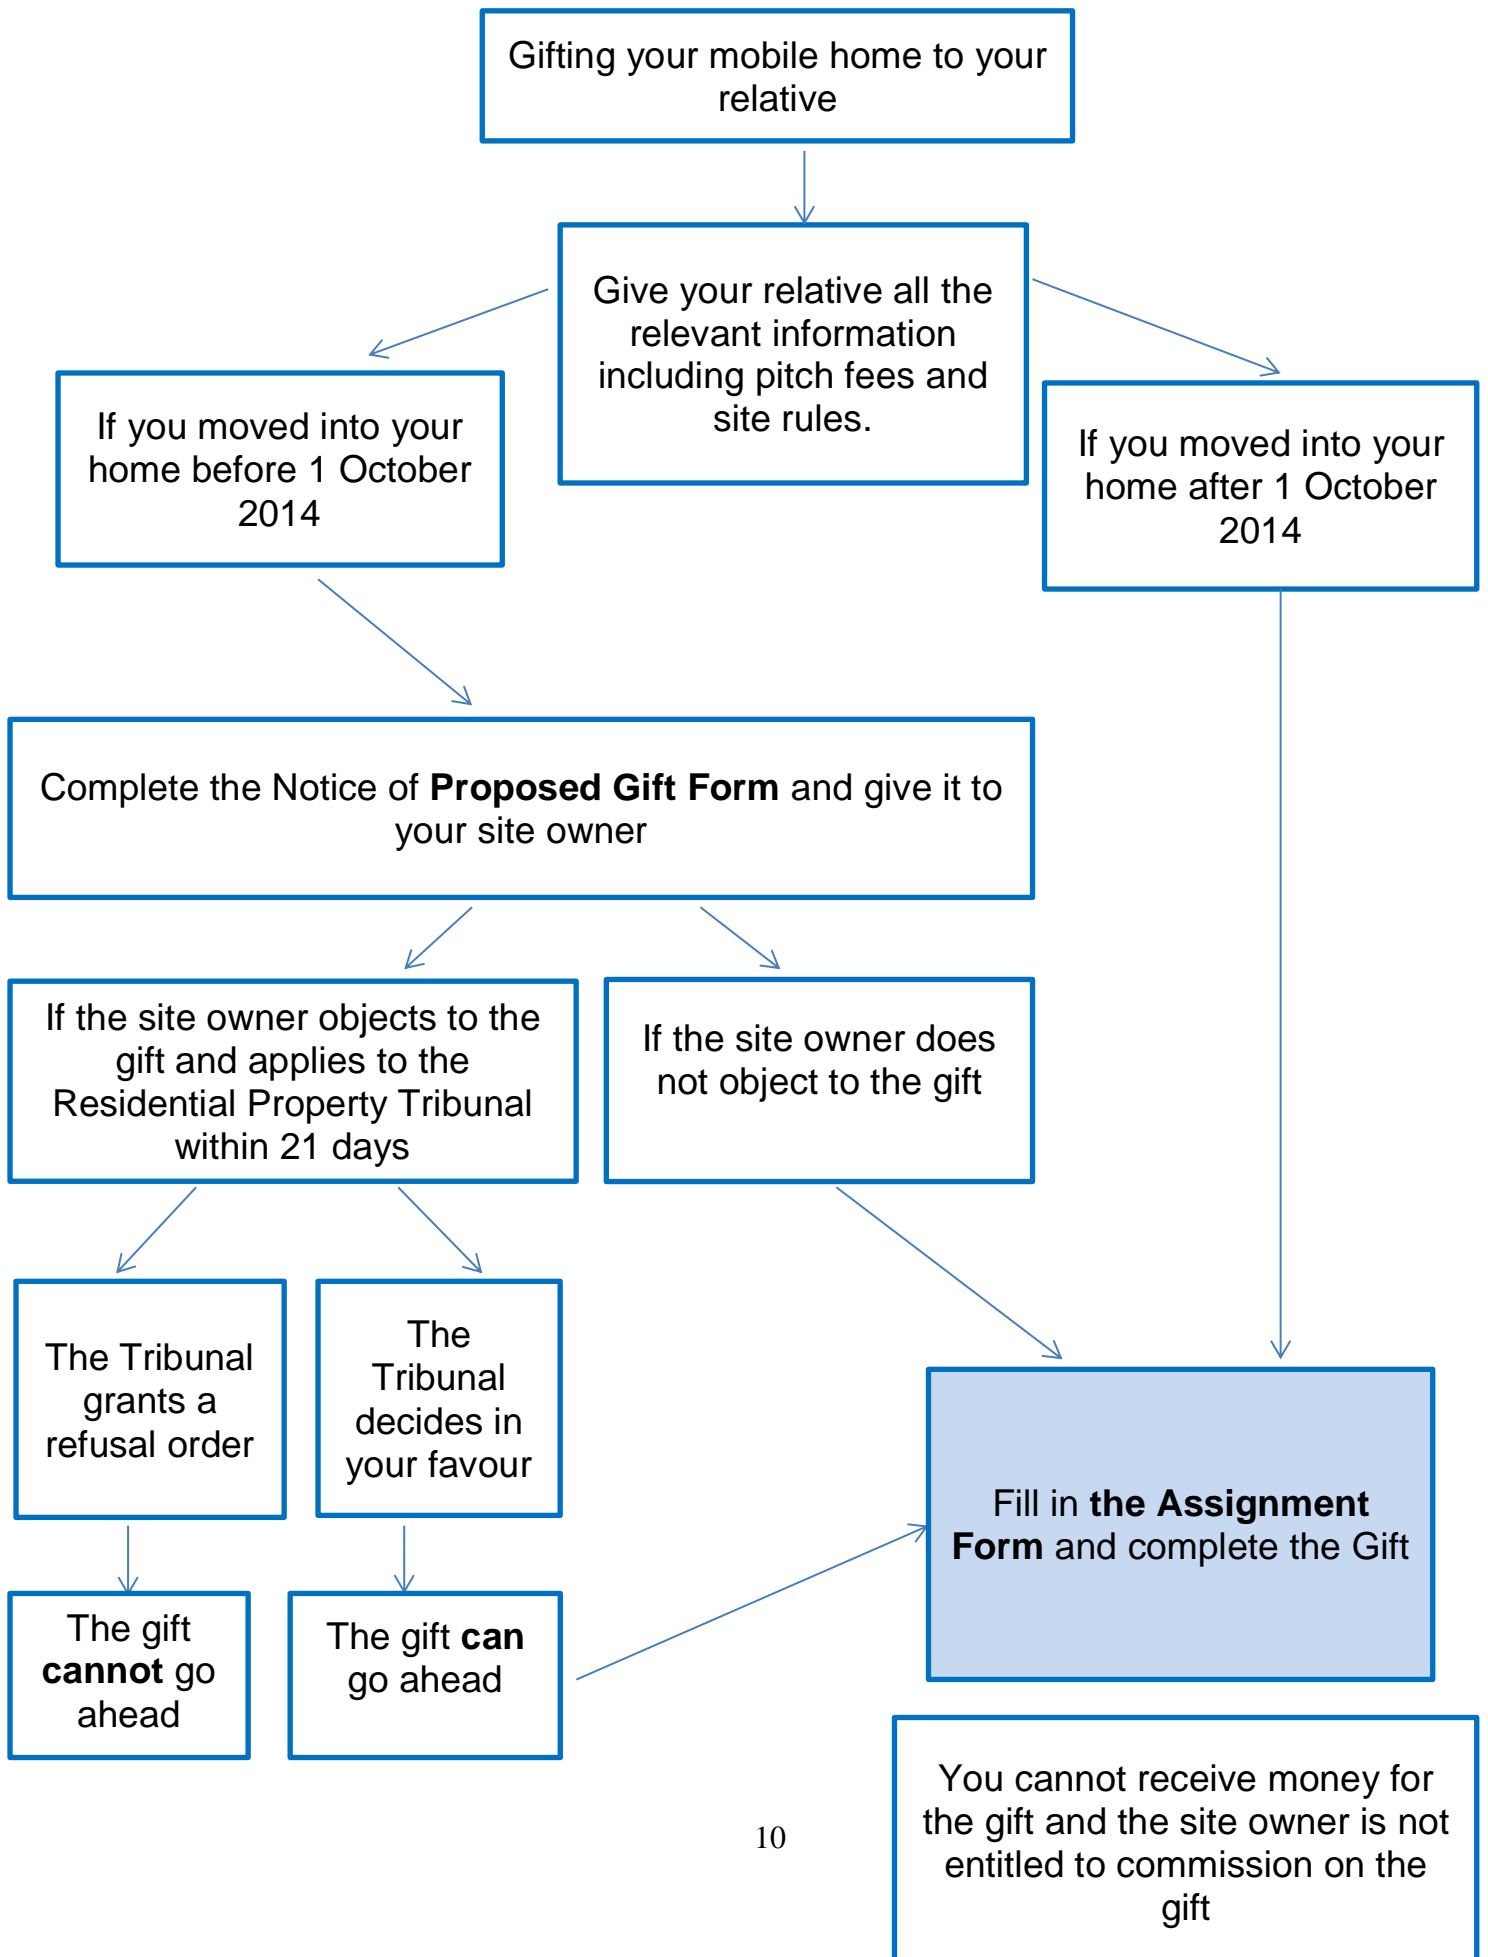 Gifting your mobile home to your
relative
Give your relative all the
relevant information
including pitch fees and
site rules.
If you moved into your
home before 1 October
2014
If you moved into your
home after 1 October
2014
Complete the Notice of Proposed Gift Form and give it to
your site owner
If the site owner objects to the
gift and applies to the
Residential Property Tribunal
within 21 days
If the site owner does
not object to the gift
The Tribunal
grants a
refusal order
The
Tribunal
decides in
your favour
Fill in the Assignment
Form and complete the Gift
The gift
cannot go
ahead
The gift can
go ahead
You cannot receive money for
the gift and the site owner is not
entitled to commission on the
gift
10